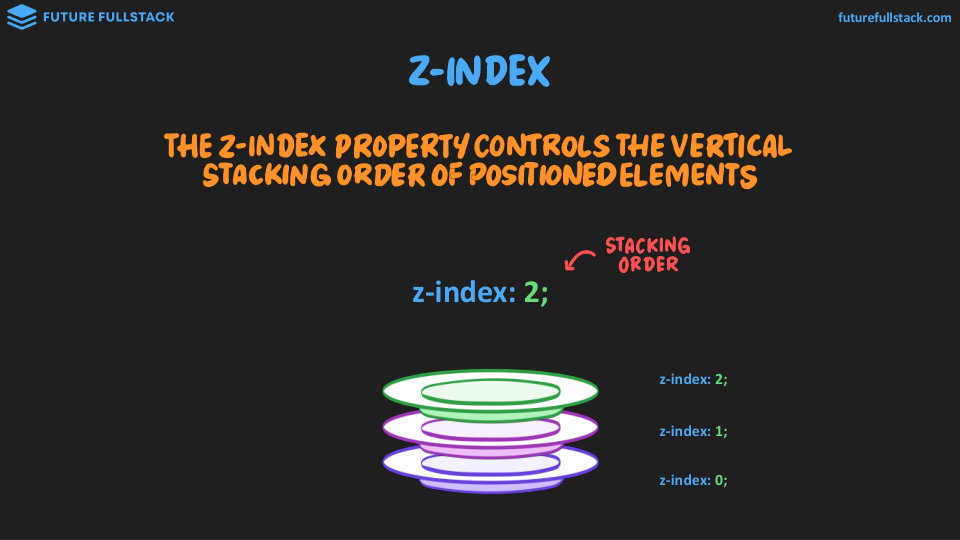 FUTURE FULLSTACK
futurefullstack.com
Z-INDEX
THE Z-INDEX PROPERTY CONTROLS THE VERTICAL
STACKING ORDER OF POSITIONED ELEMENTS
STACKING
ORDER
z-index: 2;
z-index: 2;
z-index: 1;
z-index: 0;